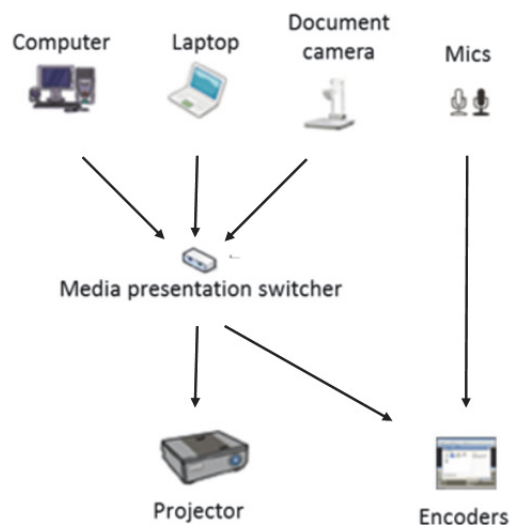 Computer
Laptop
Document
camera
Mics
Media presentation switcher
Projector
Encoders